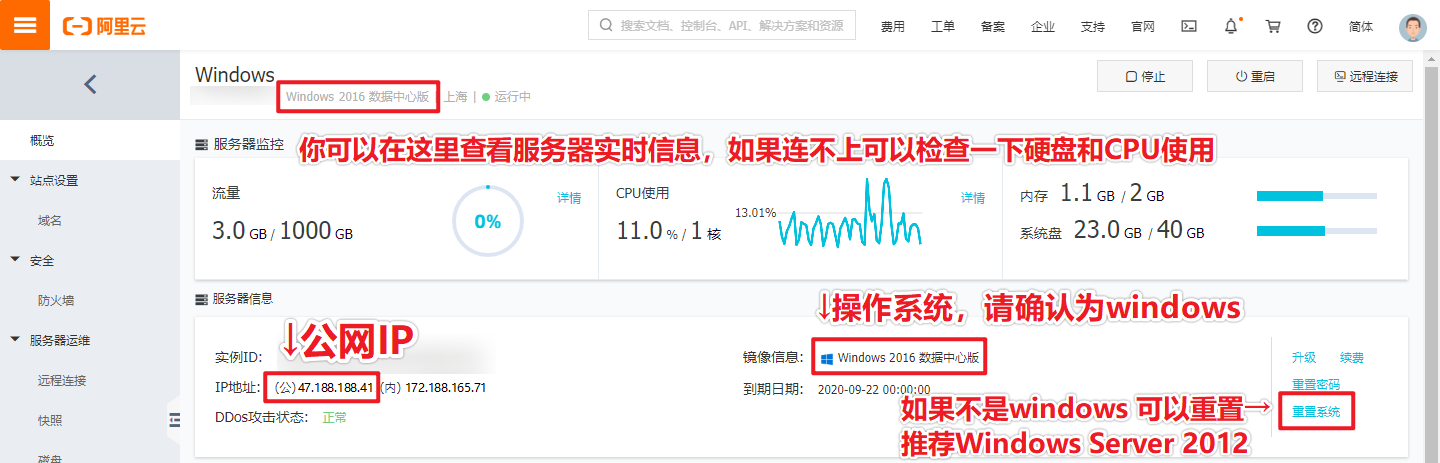 阿里云
搜索文档、控制台、API、解决方案和资源
费用 工单 备案 企业 支持 官网 简体
Windows
Windows 2016 数据中心版 | 上海 | 运行中
停止 重启 远程连接
概览
站点设置
域名
安全
防火墙
服务器运维
远程连接
快照
磁盘
服务器监控
你可以在这里查看服务器实时信息，如果连不上可以检查一下硬盘和CPU使用
流量 详情
3.0 GB / 1000 GB
0%
CPU使用 详情
11.0 % / 1 核
13.01%
内存 1.1 GB / 2 GB
系统盘 23.0 GB / 40 GB
服务器信息
↓公网IP
↓操作系统，请确认为windows
实例ID:
IP地址: (公) 47.188.188.41 (内) 172.188.165.71
DDos攻击状态: 正常
镜像信息: Windows 2016 数据中心版
到期日期: 2020-09-22 00:00:00
升级 续费
重置密码
重置系统
如果不是windows 可以重置→
推荐Windows Server 2012